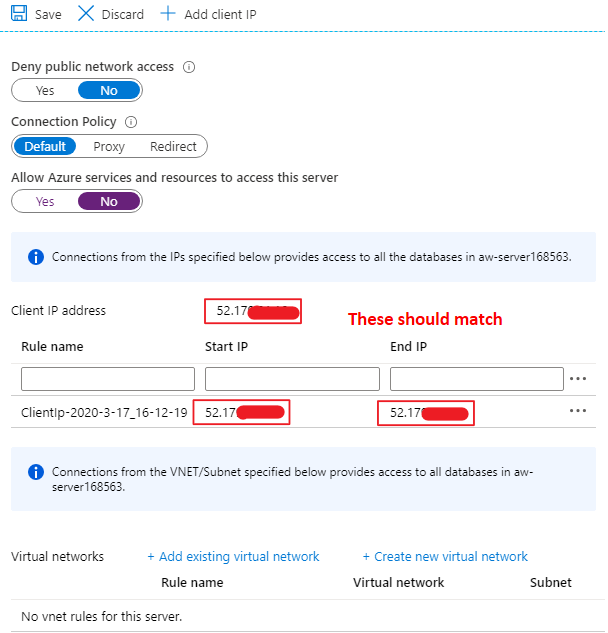 Save Discard Add client IP
Deny public network access
Yes No
Connection Policy
Default Proxy Redirect
Allow Azure services and resources to access this server
Yes No
Connections from the IPs specified below provides access to all the databases in aw-server168563.
Client IP address 52.17
These should match
Rule name Start IP End IP
ClientIp-2020-3-17_16-12-19 52.17 52.17
Connections from the VNET/Subnet specified below provides access to all databases in aw-
server168563.
Virtual networks + Add existing virtual network + Create new virtual network
Rule name Virtual network Subnet
No vnet rules for this server.